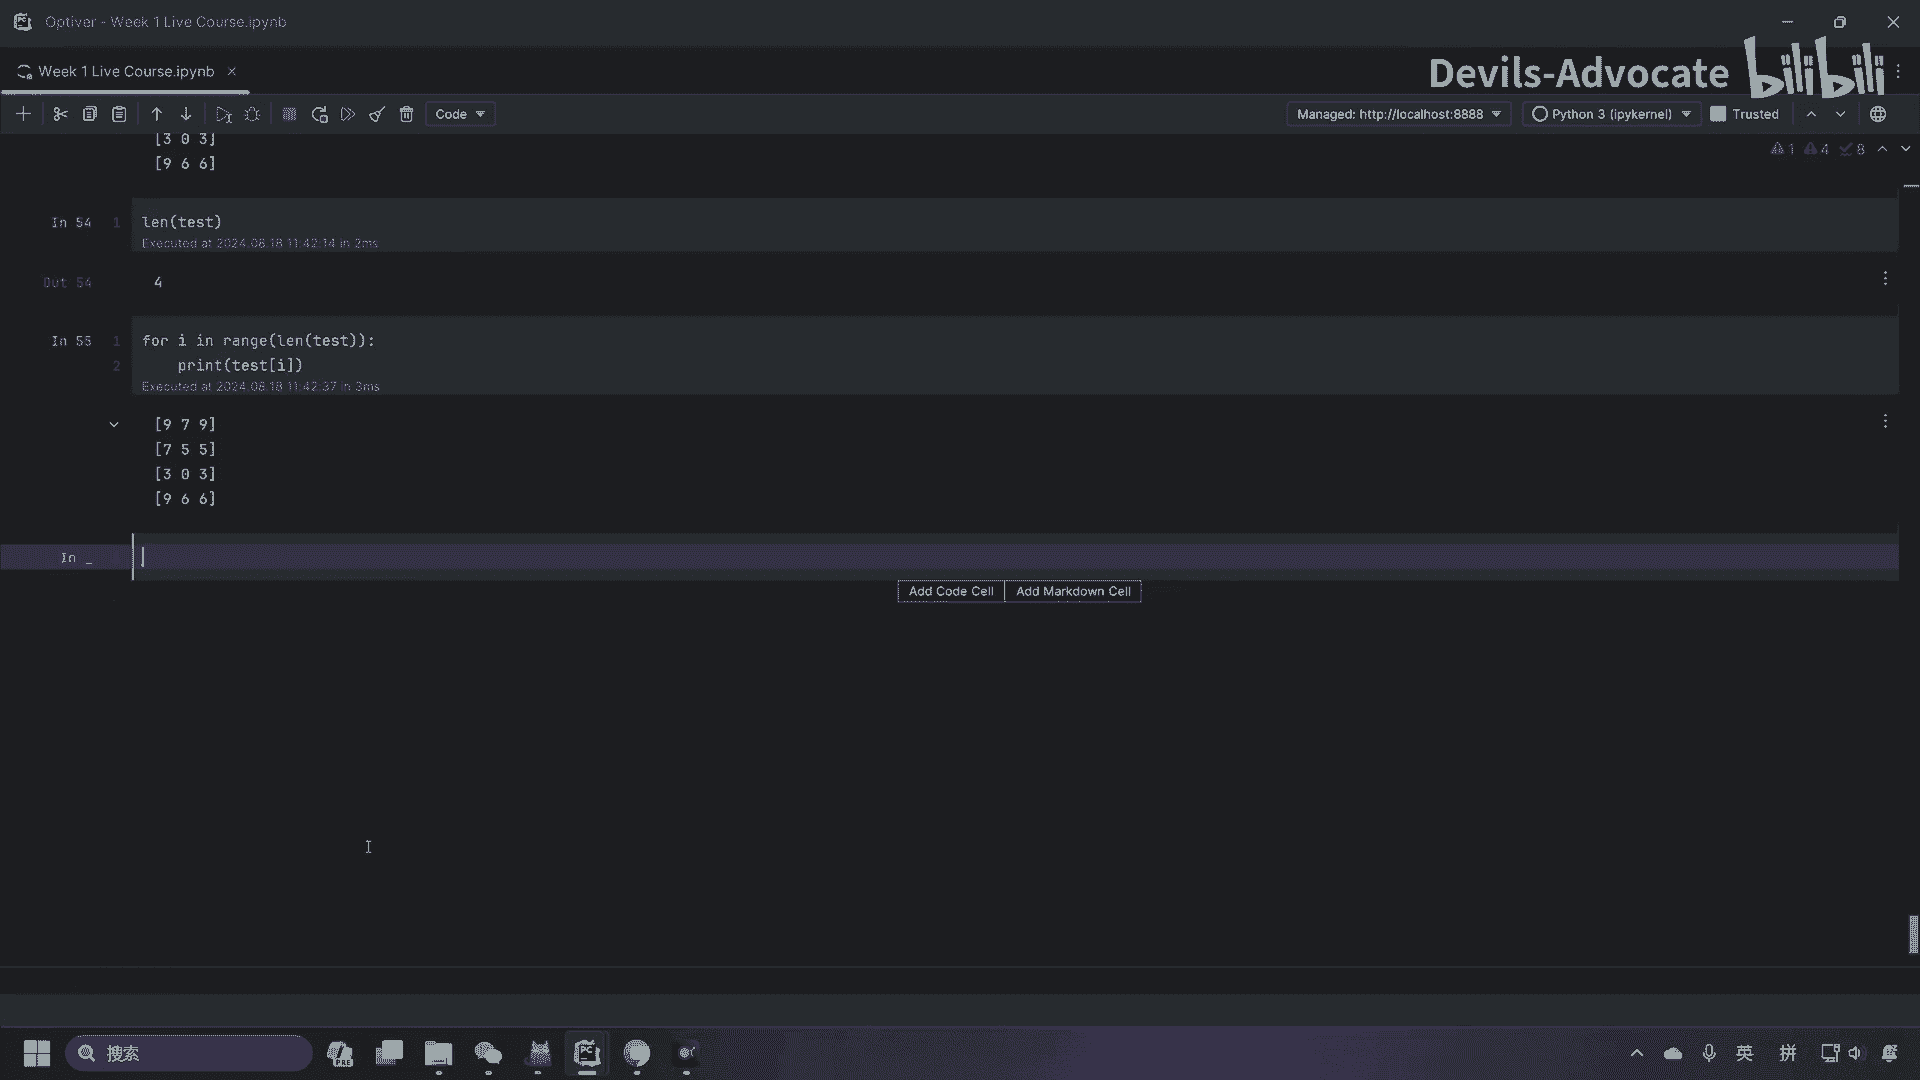 Optiver - Week 1 Live Course.ipynb
Week 1 Live Course.ipynb
Devils-Advocate bilibili
Code
Managed: http://localhost:8888
Python 3 (ipykernel)
Trusted
[3 0 3]
1 4 8
[9 6 6]
In 54 1 len(test)
Executed at 2024.08.18 11:42:14 in 2ms
Out 54 4
In 55 1 for i in range(len(test)):
2 print(test[i])
Executed at 2024.08.18 11:42:37 in 3ms
[9 7 9]
[7 5 5]
[3 0 3]
[9 6 6]
In _
Add Code Cell Add Markdown Cell
搜索
英 拼